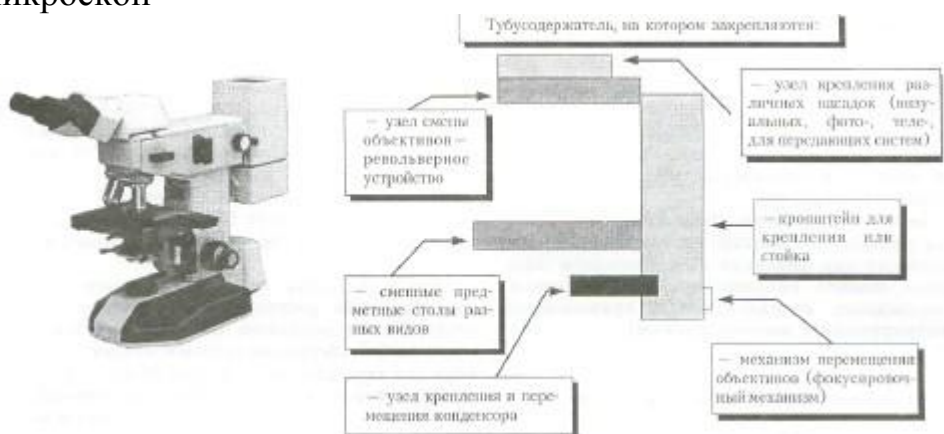 микроскоп
Тубусодержатель, на котором закрепляются:
— узел крепления раз-
личных насадок (визу-
альных, фото-, теле-,
для передающих систем)
— узел смены
объективов —
револьверное
устройство
— кронштейн для
крепления или
стойка
— сменные пред-
метные столы раз-
ных видов
— механизм перемещения
объективов (фокусировоч-
ный механизм)
— узел крепления и пере-
мещения конденсора